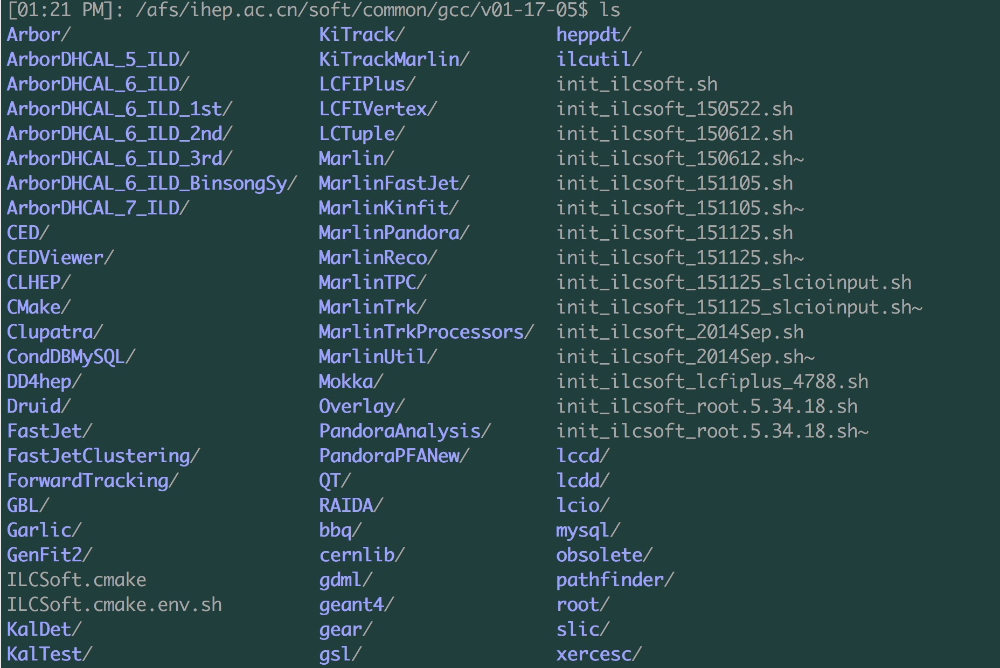 [01:21 PM]: /afs/ihep.ac.cn/soft/common/gcc/v01-17-05$ ls
Arbor/ KiTrack/ heppdt/
ArborDHCAL_5_ILD/ KiTrackMarlin/ ilcutil/
ArborDHCAL_6_ILD/ LCFIPlus/ init_ilcsoft.sh
ArborDHCAL_6_ILD_1st/ LCFIVertex/ init_ilcsoft_150522.sh
ArborDHCAL_6_ILD_2nd/ LCTuple/ init_ilcsoft_150612.sh
ArborDHCAL_6_ILD_3rd/ Marlin/ init_ilcsoft_150612.sh~
ArborDHCAL_6_ILD_BinsongSy/ MarlinFastJet/ init_ilcsoft_151105.sh
ArborDHCAL_7_ILD/ MarlinKinfit/ init_ilcsoft_151105.sh~
CED/ MarlinPandora/ init_ilcsoft_151125.sh
CEDViewer/ MarlinReco/ init_ilcsoft_151125.sh~
CLHEP/ MarlinTPC/ init_ilcsoft_151125_slcioinput.sh
CMake/ MarlinTrk/ init_ilcsoft_151125_slcioinput.sh~
Clupatra/ MarlinTrkProcessors/ init_ilcsoft_2014Sep.sh
CondDBMySQL/ MarlinUtil/ init_ilcsoft_2014Sep.sh~
DD4hep/ Mokka/ init_ilcsoft_lcfiplus_4788.sh
Druid/ Overlay/ init_ilcsoft_root.5.34.18.sh
FastJet/ PandoraAnalysis/ init_ilcsoft_root.5.34.18.sh~
FastJetClustering/ PandoraPFANew/ lccd/
ForwardTracking/ QT/ lcdd/
GBL/ RAIDA/ lcio/
Garlic/ bbq/ mysql/
GenFit2/ cernlib/ obsolete/
ILCSoft.cmake gdml/ pathfinder/
ILCSoft.cmake.env.sh geant4/ root/
KalDet/ gear/ slic/
KalTest/ gsl/ xercesc/